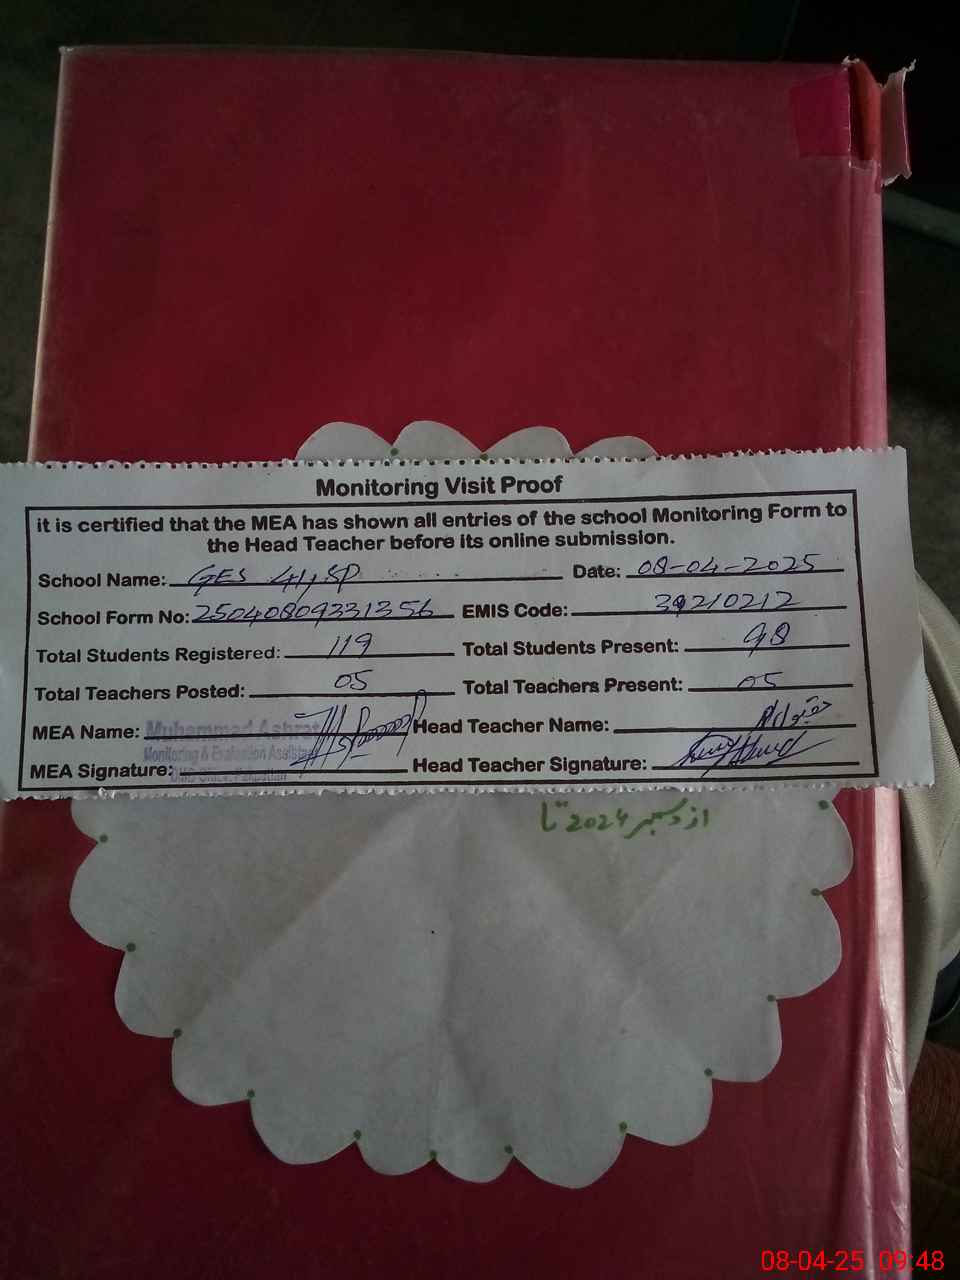 Monitoring Visit Proof
it is certified that the MEA has shown all entries of the school Monitoring Form to
the Head Teacher before its online submission.
School Name: GES 41/SP Date: 08-04-2025
School Form No: 25040809331356 EMIS Code: 39210212
Total Students Registered: 119 Total Students Present: 98
Total Teachers Posted: 05 Total Teachers Present: 05
MEA Name: Muhammad Ashraf Head Teacher Name:
Monitoring & Evaluation Assistant
MEA Signature: Head Teacher Signature:
از دسمبر 2024 تا
08-04-25 09:48